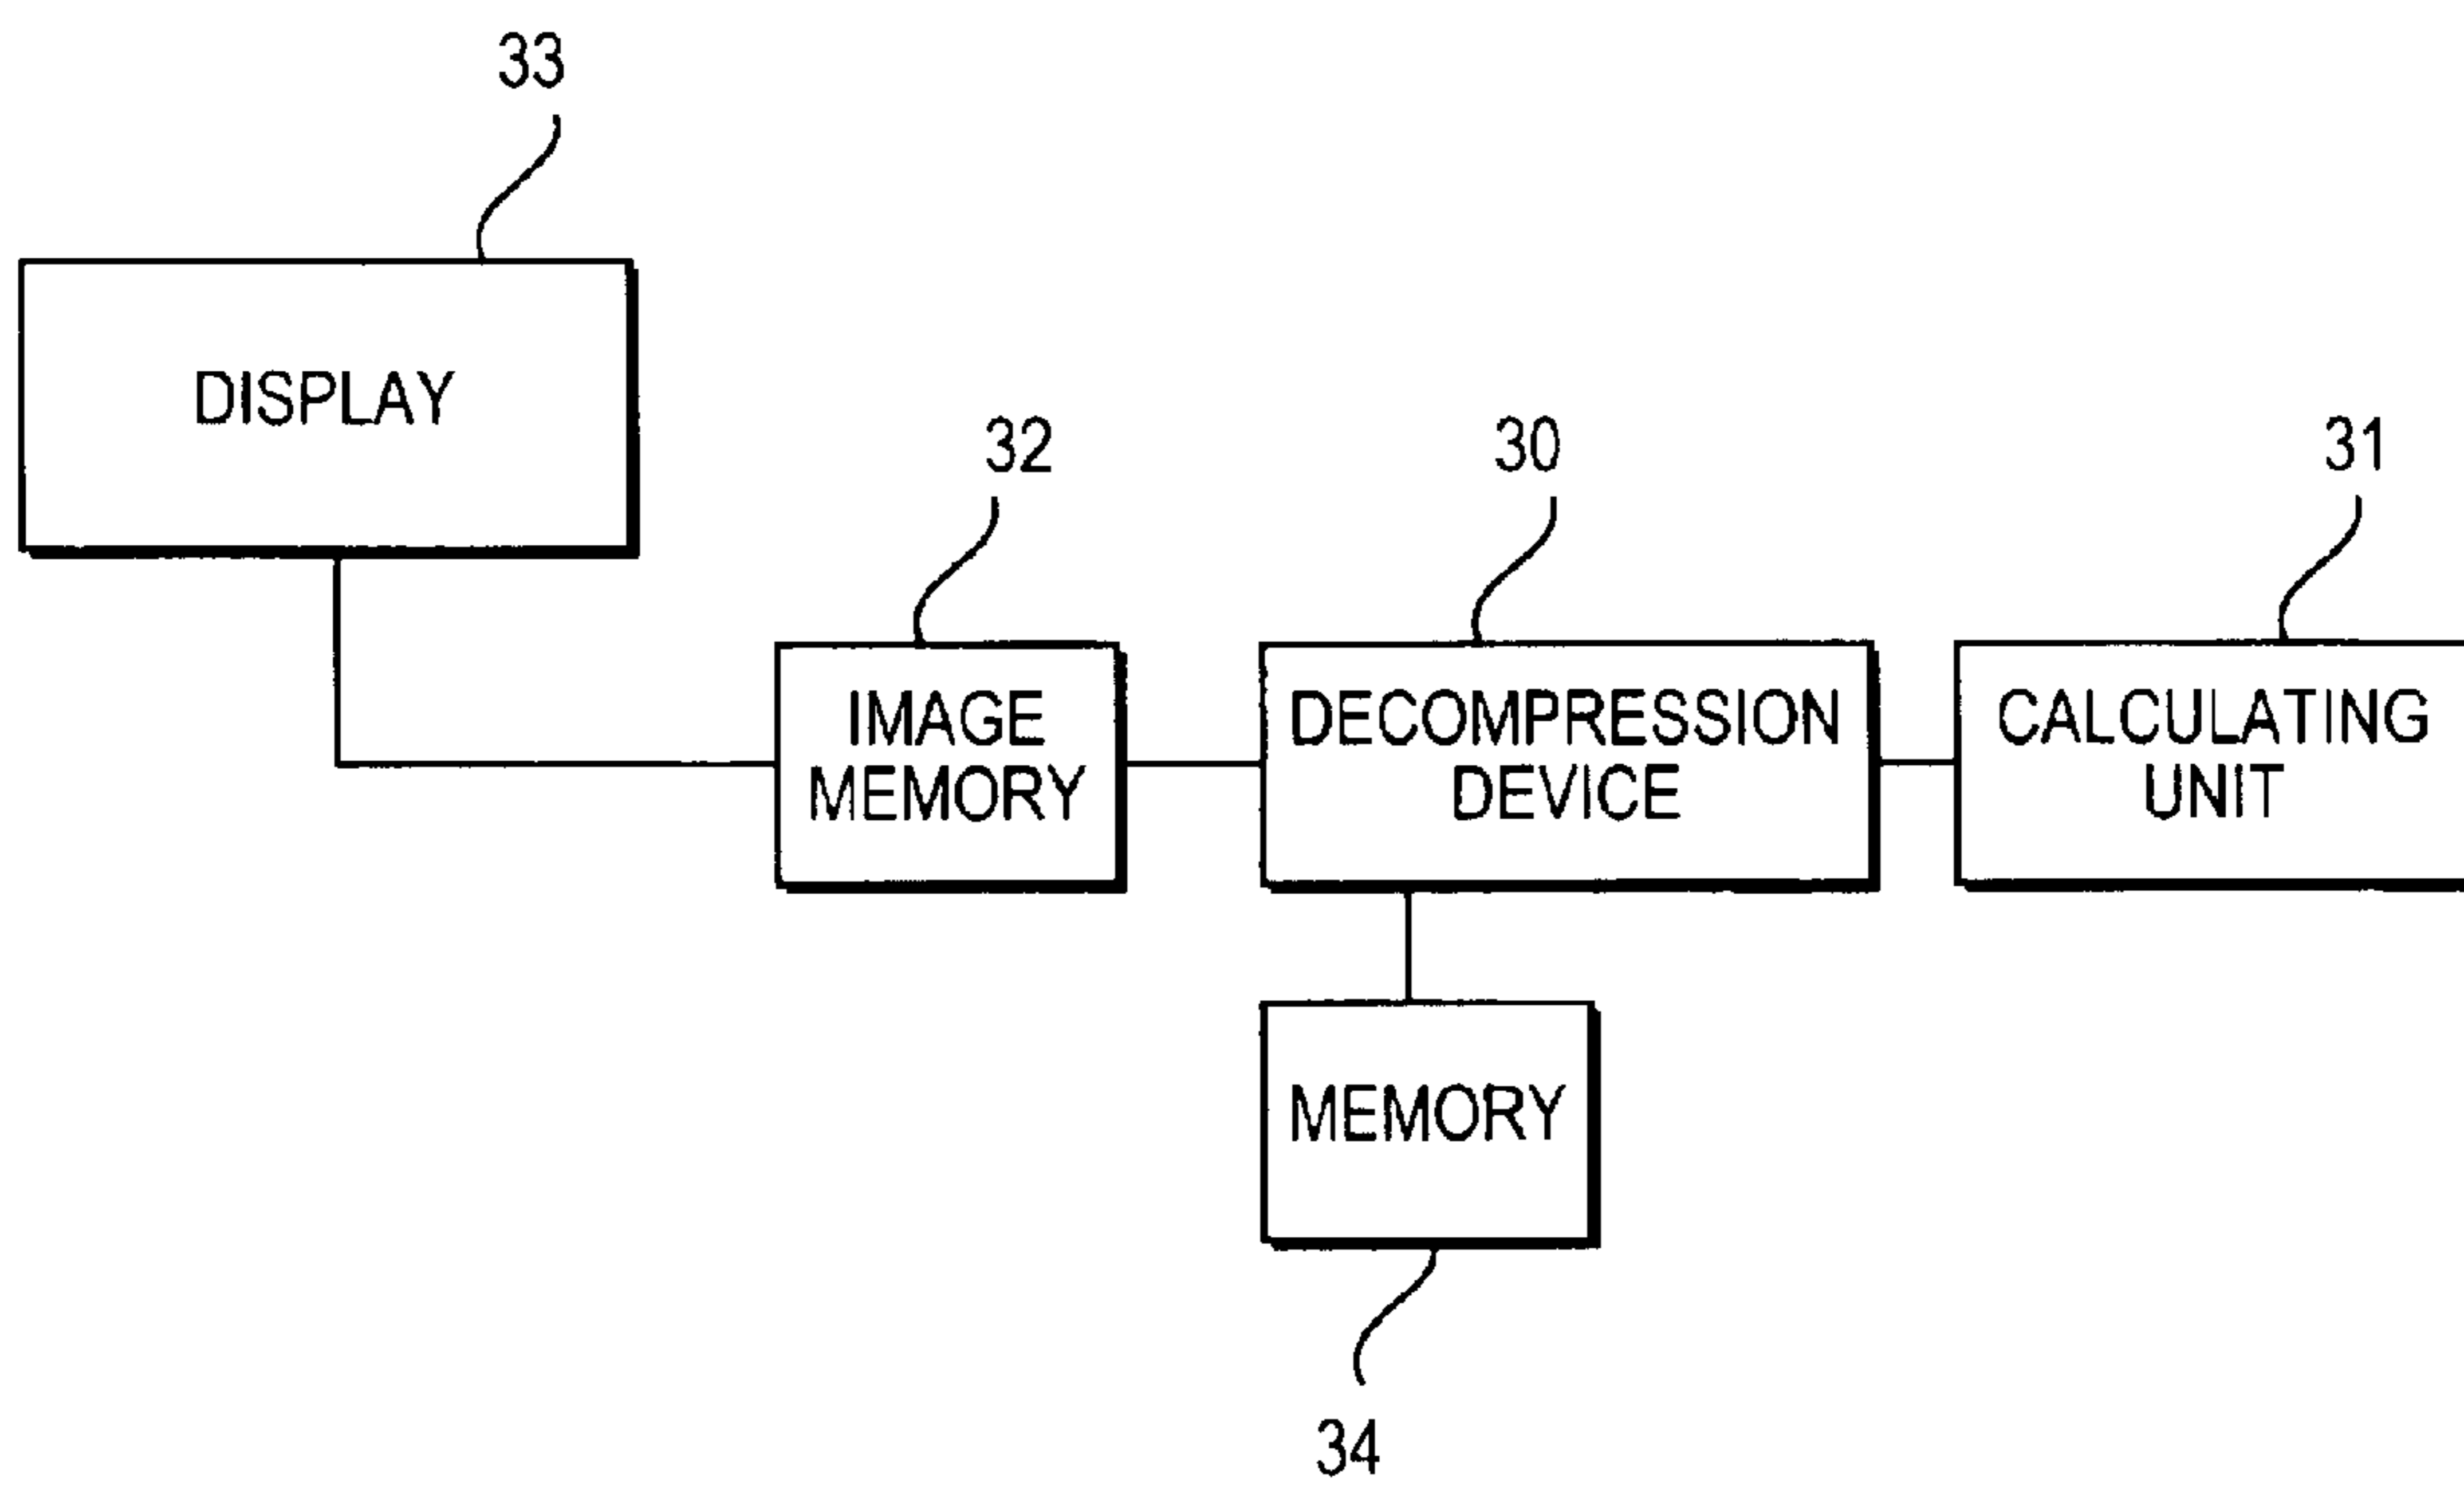 33
DISPLAY
32
30
31
IMAGE
MEMORY
DECOMPRESSION
DEVICE
CALCULATING
UNIT
MEMORY
34